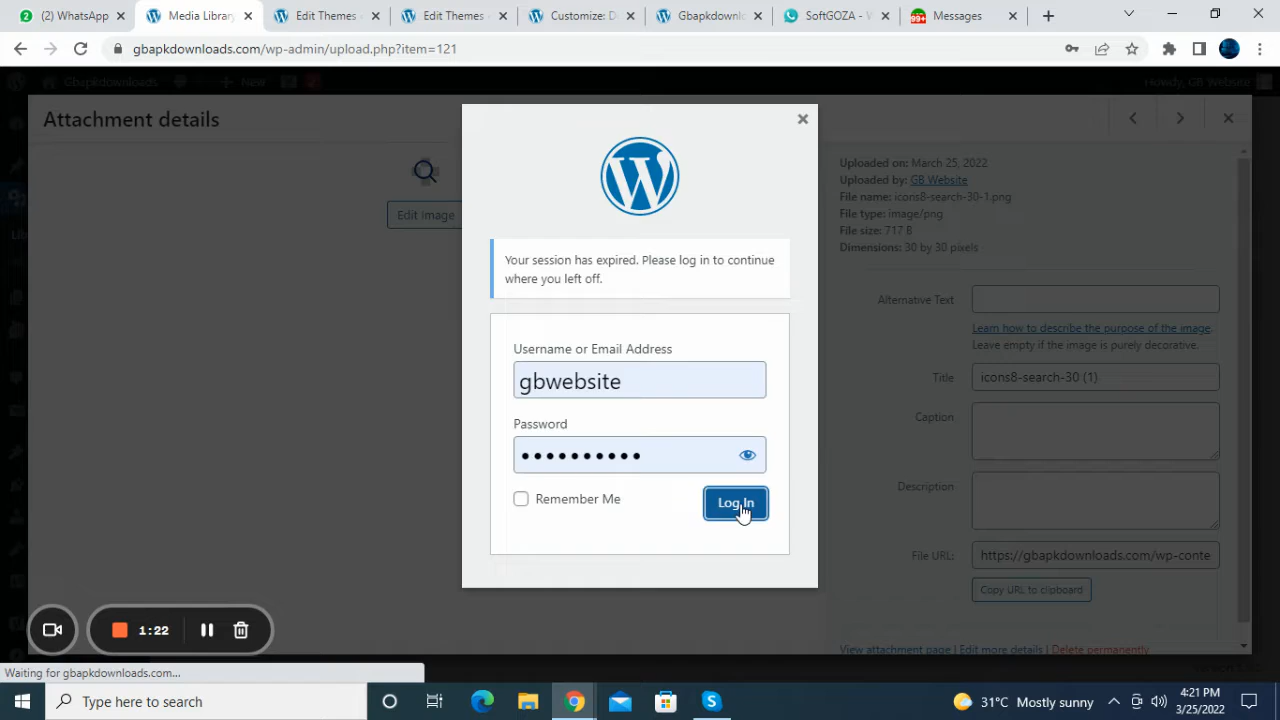 (2) WhatsApp
Media Library
Edit Themes
Edit Themes
Customize: D
Gbapkdownl
SoftGOZA -
Messages
gbapkdownloads.com/wp-admin/upload.php?item=121
Gbapkdownloads
New
Howdy, GB Website
Attachment details
Edit Image
Your session has expired. Please log in to continue
where you left off.
Username or Email Address
gbwebsite
Password
Remember Me
Log In
Uploaded on: March 25, 2022
Uploaded by: GB Website
File name: icons8-search-30-1.png
File type: image/png
File size: 717 B
Dimensions: 30 by 30 pixels
Alternative Text
Learn how to describe the purpose of the image.
Leave empty if the image is purely decorative.
Title
icons8-search-30 (1)
Caption
Description
File URL:
https://gbapkdownloads.com/wp-conte
Copy URL to clipboard
View attachment page | Edit more details | Delete permanently
1:22
Waiting for gbapkdownloads.com...
Type here to search
31°C Mostly sunny
4:21 PM
3/25/2022